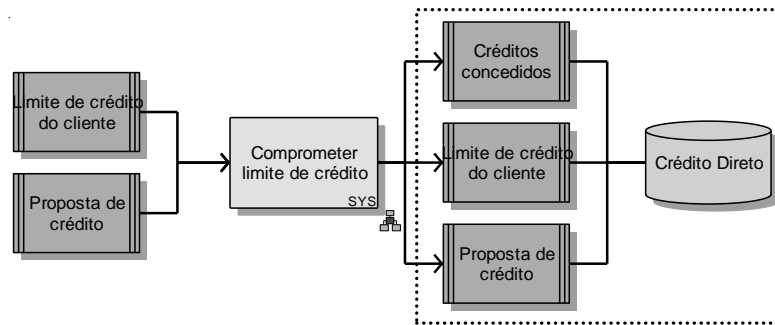 Limite de crédito
do cliente
Proposta de
crédito
Comprometer
limite de crédito
SYS
Créditos
concedidos
Limite de crédito
do cliente
Proposta de
crédito
Crédito Direto